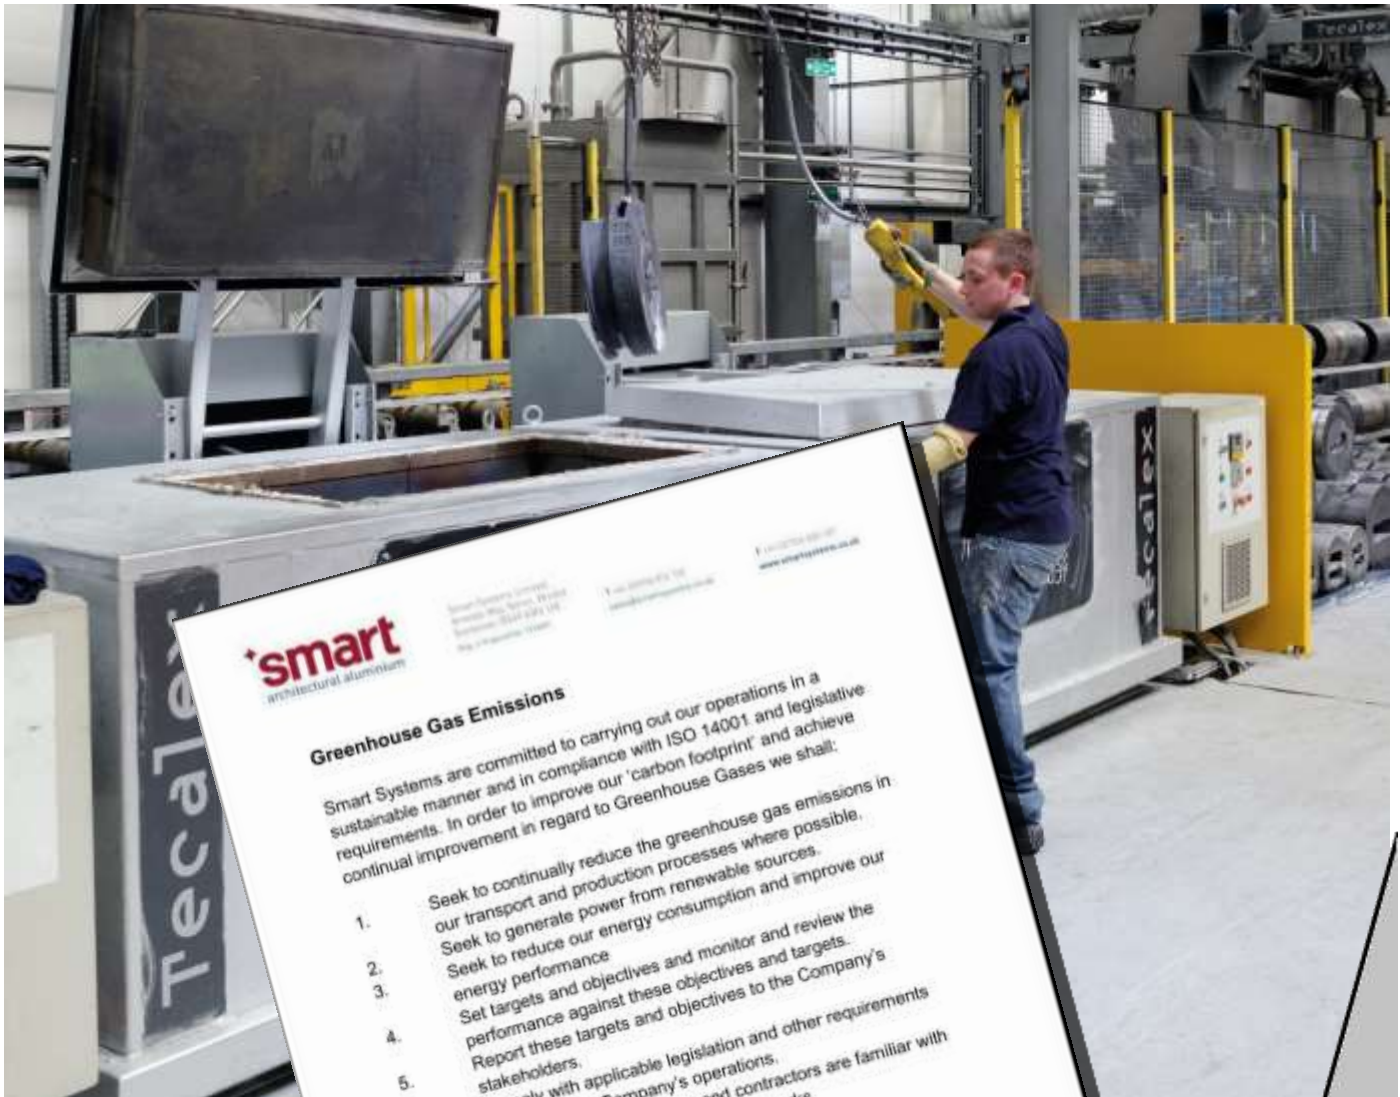 Tecalex
Tecalex
Tecalex
smart
architectural aluminium
www.smartsystems.co.uk
Greenhouse Gas Emissions
Smart Systems are committed to carrying out our operations in a
sustainable manner and in compliance with ISO 14001 and legislative
requirements. In order to improve our 'carbon footprint' and achieve
continual improvement in regard to Greenhouse Gases we shall:
1. Seek to continually reduce the greenhouse gas emissions in
our transport and production processes where possible.
2. Seek to generate power from renewable sources.
3. Seek to reduce our energy consumption and improve our
energy performance
4. Set targets and objectives and monitor and review the
performance against these objectives and targets.
5. Report these targets and objectives to the Company's
stakeholders.
with applicable legislation and other requirements
Company's operations.
and contractors are familiar with